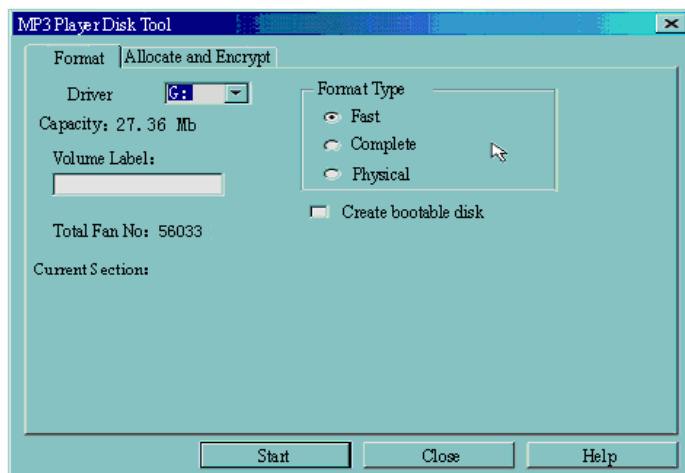 MP3 Player Disk Tool
Format
Allocate and Encrypt
Driver
G:
Capacity: 27.36 Mb
Volume Label:
Total Fan No: 56033
Current Section:
Format Type
Fast
Complete
Physical
Create bootable disk
Start
Close
Help